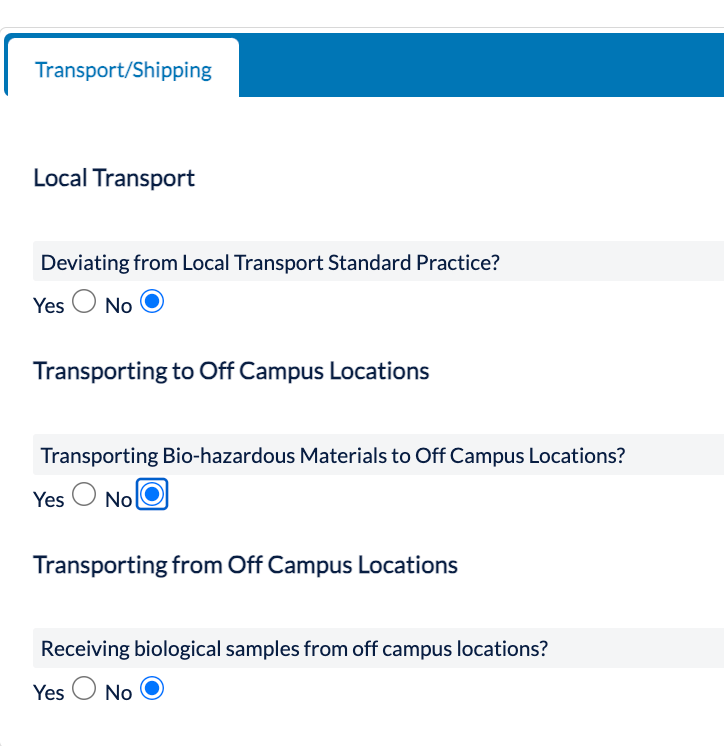 Transport/Shipping
Local Transport
Deviating from Local Transport Standard Practice?
Yes No
Transporting to Off Campus Locations
Transporting Bio-hazardous Materials to Off Campus Locations?
Yes No
Transporting from Off Campus Locations
Receiving biological samples from off campus locations?
Yes No